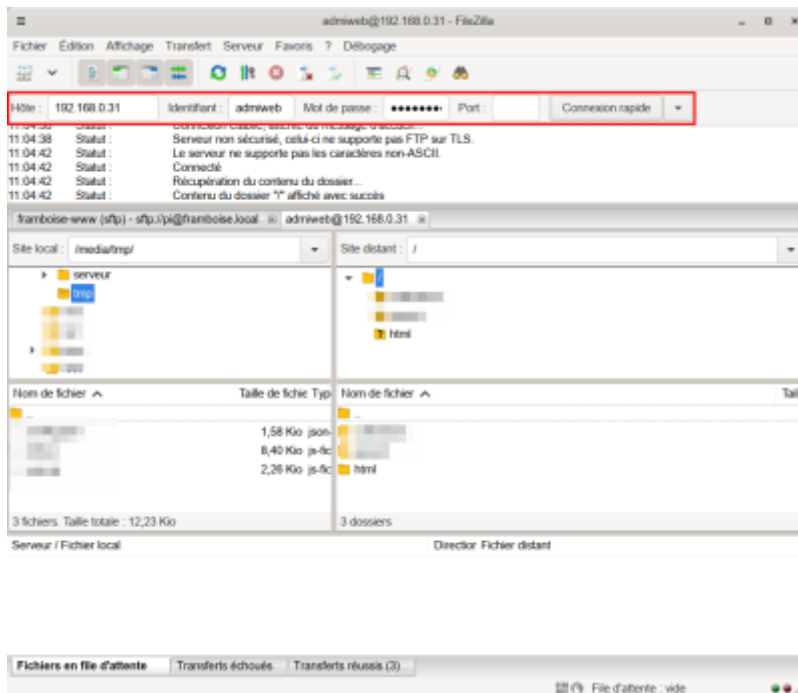 admiweb@192.168.0.31 - FileZilla
Fichier Édition Affichage Transfert Serveur Favoris ? Débogage
Hôte : 192.168.0.31 Identifiant : admiweb Mot de passe : ●●●●●●●● Port : Connexion rapide
11:04:38 Statut :
11:04:38 Statut : Serveur non sécurisé, celui-ci ne supporte pas FTP sur TLS.
11:04:42 Statut : Le serveur ne supporte pas les caractères non-ASCII.
11:04:42 Statut : Connecté
11:04:42 Statut : Récupération du contenu du dossier...
11:04:42 Statut : Contenu du dossier "/" affiché avec succès
framboise-www (sftp) - sftp://pi@framboise.local admiweb@192.168.0.31
Site local : /media/tmp/ Site distant : /
serveur /
tmp
html
Nom de fichier Taille de fichie Typ Nom de fichier Tail
.. ..
1,58 Kio json-
8,40 Kio js-fic
2,26 Kio js-fic html
3 fichiers. Taille totale : 12,23 Kio 3 dossiers
Serveur / Fichier local Direction Fichier distant
Fichiers en file d'attente Transferts échoués Transferts réussis (3)
File d'attente : vide